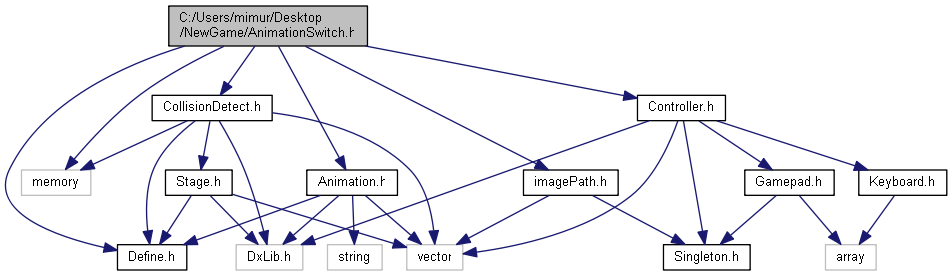 C:/Users/mimur/Desktop
/NewGame/AnimationSwitch.h
CollisionDetect.h
Controller.h
memory
Stage.h
Animation.h
imagePath.h
Gamepad.h
Keyboard.h
Define.h
DxLib.h
string
vector
Singleton.h
array